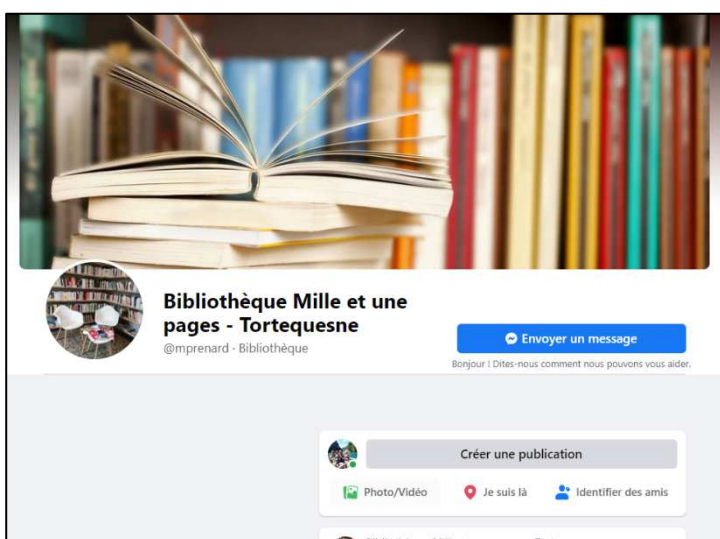 Bibliothèque Mille et une
pages - Tortequesne
@mprenard · Bibliothèque
Envoyer un message
Bonjour ! Dites-nous comment nous pouvons vous aider.
Créer une publication
Photo/Vidéo
Je suis là
Identifier des amis